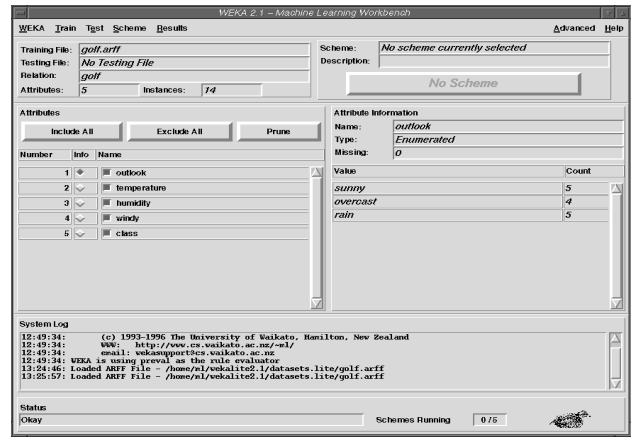 WEKA 2.1 - Machine Learning Workbench
WEKA Train Test Scheme Results Advanced Help
Training File: golf.arff
Testing File: No Testing File
Relation: golf
Attributes: 5 Instances: 14
Scheme: No scheme currently selected
Description:
No Scheme
Attributes
Include All Exclude All Prune
Number Info Name
1 outlook
2 temperature
3 humidity
4 windy
5 class
Attribute Information
Name: outlook
Type: Enumerated
Missing: 0
Value Count
sunny 5
overcast 4
rain 5
System Log
12:49:34: (c) 1993-1996 The University of Waikato, Hamilton, New Zealand
12:49:34: WWW: http://www.cs.waikato.ac.nz/~ml/
12:49:34: email: wekasupport@cs.waikato.ac.nz
12:49:34: WEKA is using preval as the rule evaluator
13:24:46: Loaded ARFF File - /home/ml/wekalite2.1/datasets.lite/golf.arff
13:25:57: Loaded ARFF File - /home/ml/wekalite2.1/datasets.lite/golf.arff
Status
Okay
Schemes Running 0/5